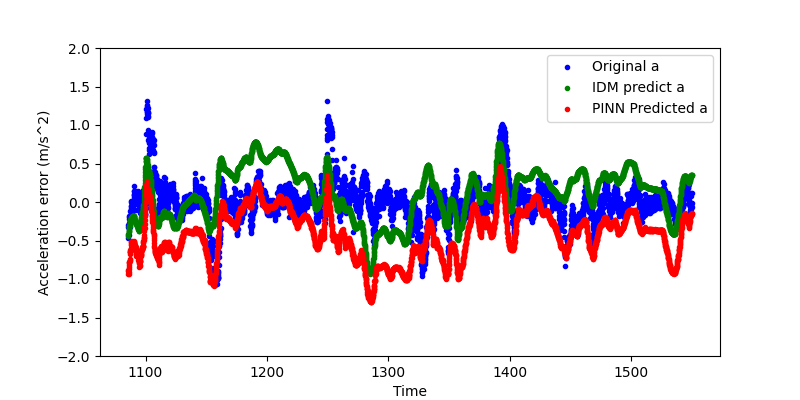 2.0
1.5
1.0
0.5
0.0
−0.5
−1.0
−1.5
−2.0
Acceleration error (m/s^2)
Original a
IDM predict a
PINN Predicted a
1100 1200 1300 1400 1500
Time